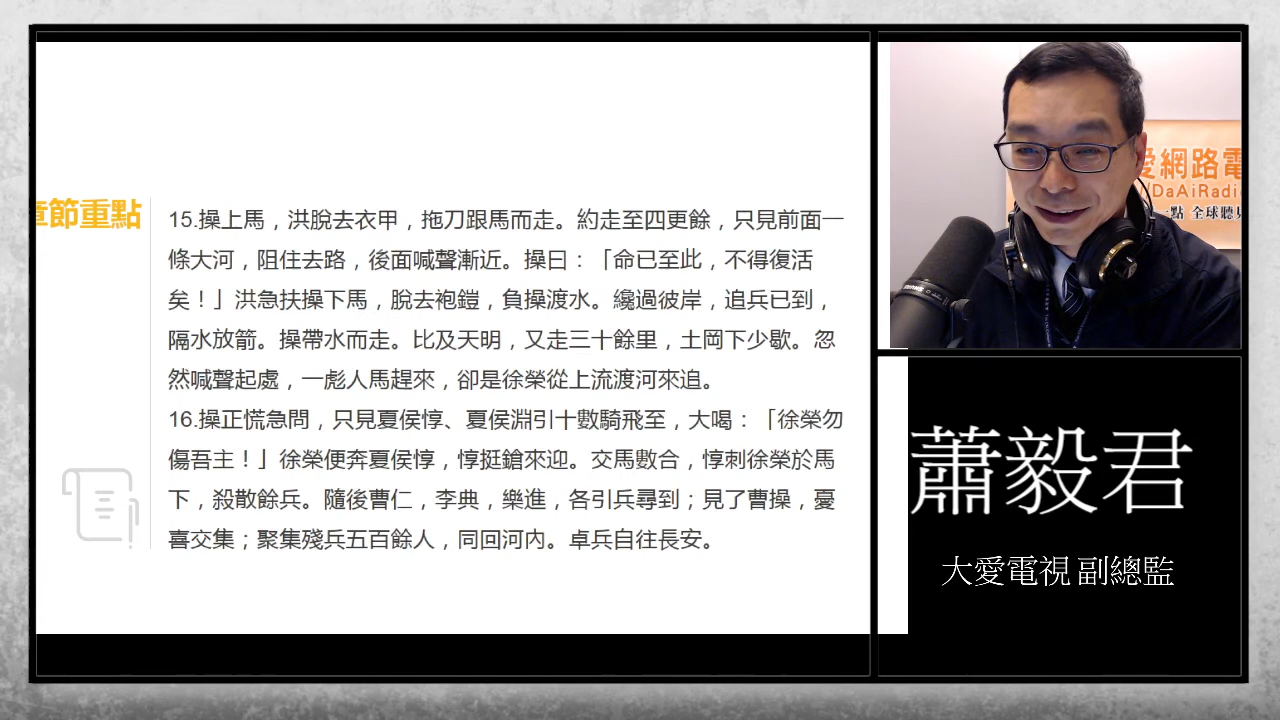 章節重點
15.操上馬，洪脫去衣甲，拖刀跟馬而走。約走至四更餘，只見前面一
條大河，阻住去路，後面喊聲漸近。操曰：「命已至此，不得復活
矣！」洪急扶操下馬，脫去袍鎧，負操渡水。纔過彼岸，追兵已到，
隔水放箭。操帶水而走。比及天明，又走三十餘里，土岡下少歇。忽
然喊聲起處，一彪人馬趕來，卻是徐榮從上流渡河來追。
16.操正慌急問，只見夏侯惇、夏侯淵引十數騎飛至，大喝：「徐榮勿
傷吾主！」徐榮便奔夏侯惇，惇挺鎗來迎。交馬數合，惇刺徐榮於馬
下，殺散餘兵。隨後曹仁，李典，樂進，各引兵尋到；見了曹操，憂
喜交集；聚集殘兵五百餘人，同回河內。卓兵自往長安。
愛網路電
DaAiRadio
點 全球聽見
蕭毅君
大愛電視 副總監